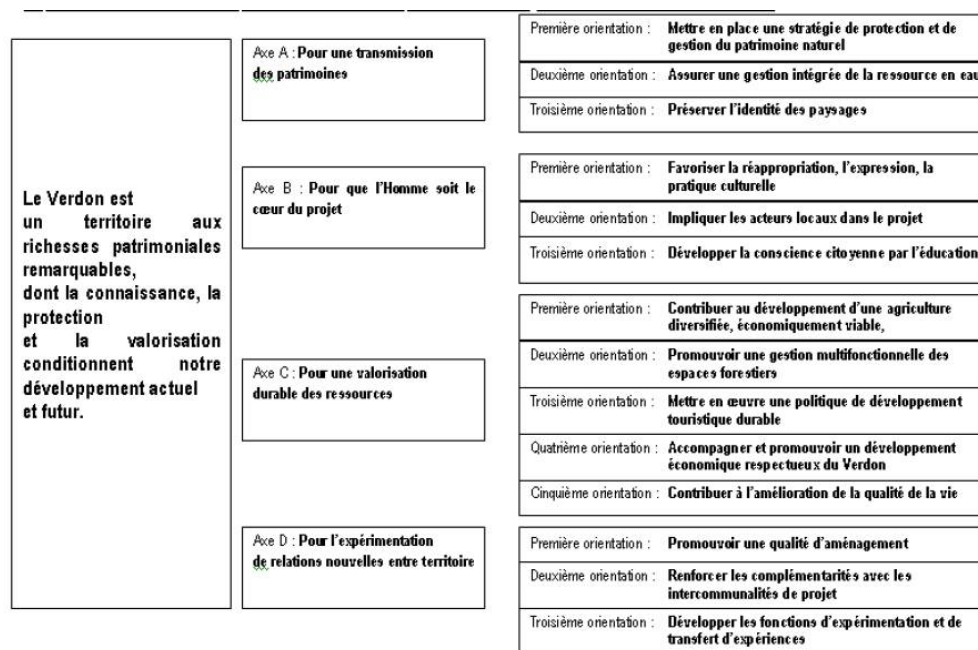 Le Verdon est
un territoire aux
richesses patrimoniales
remarquables,
dont la connaissance, la
protection
et la valorisation
conditionnent notre
développement actuel
et futur.
Axe A : Pour une transmission
des patrimoines
Première orientation : Mettre en place une stratégie de protection et de
gestion du patrimoine naturel
Deuxième orientation : Assurer une gestion intégrée de la ressource en eau
Troisième orientation : Préserver l'identité des paysages
Axe B : Pour que l'Homme soit le
cœur du projet
Première orientation : Favoriser la réappropriation, l'expression, la
pratique culturelle
Deuxième orientation : Impliquer les acteurs locaux dans le projet
Troisième orientation : Développer la conscience citoyenne par l'éducation
Axe C : Pour une valorisation
durable des ressources
Première orientation : Contribuer au développement d'une agriculture
diversifiée, économiquement viable,
Deuxième orientation : Promouvoir une gestion multifonctionnelle des
espaces forestiers
Troisième orientation : Mettre en œuvre une politique de développement
touristique durable
Quatrième orientation : Accompagner et promouvoir un développement
économique respectueux du Verdon
Cinquième orientation : Contribuer à l'amélioration de la qualité de la vie
Axe D : Pour l'expérimentation
de relations nouvelles entre territoire
Première orientation : Promouvoir une qualité d'aménagement
Deuxième orientation : Renforcer les complémentarités avec les
intercommunalités de projet
Troisième orientation : Développer les fonctions d'expérimentation et de
transfert d'expériences